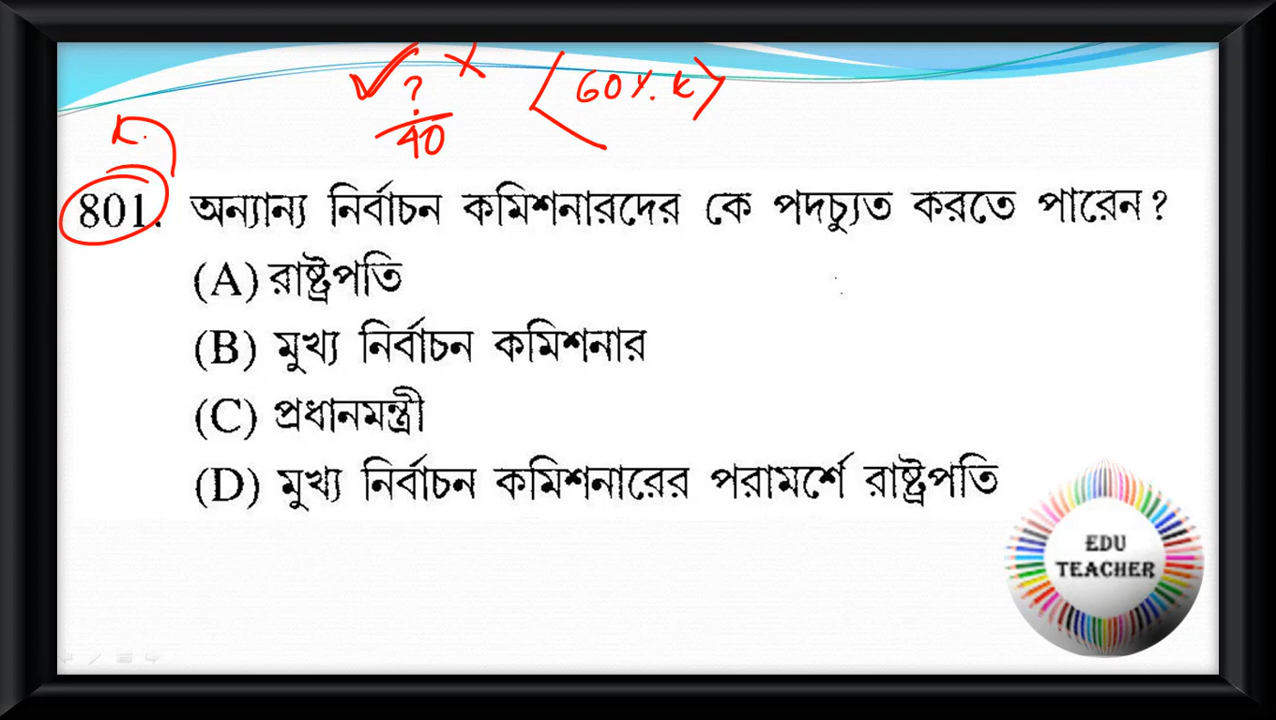 ? 
40
(60%. K)
801. অন্যান্য নির্বাচন কমিশনারদের কে পদচ্যুত করতে পারেন?
(A) রাষ্ট্রপতি
(B) মুখ্য নির্বাচন কমিশনার
(C) প্রধানমন্ত্রী
(D) মুখ্য নির্বাচন কমিশনারের পরামর্শে রাষ্ট্রপতি
EDU
TEACHER